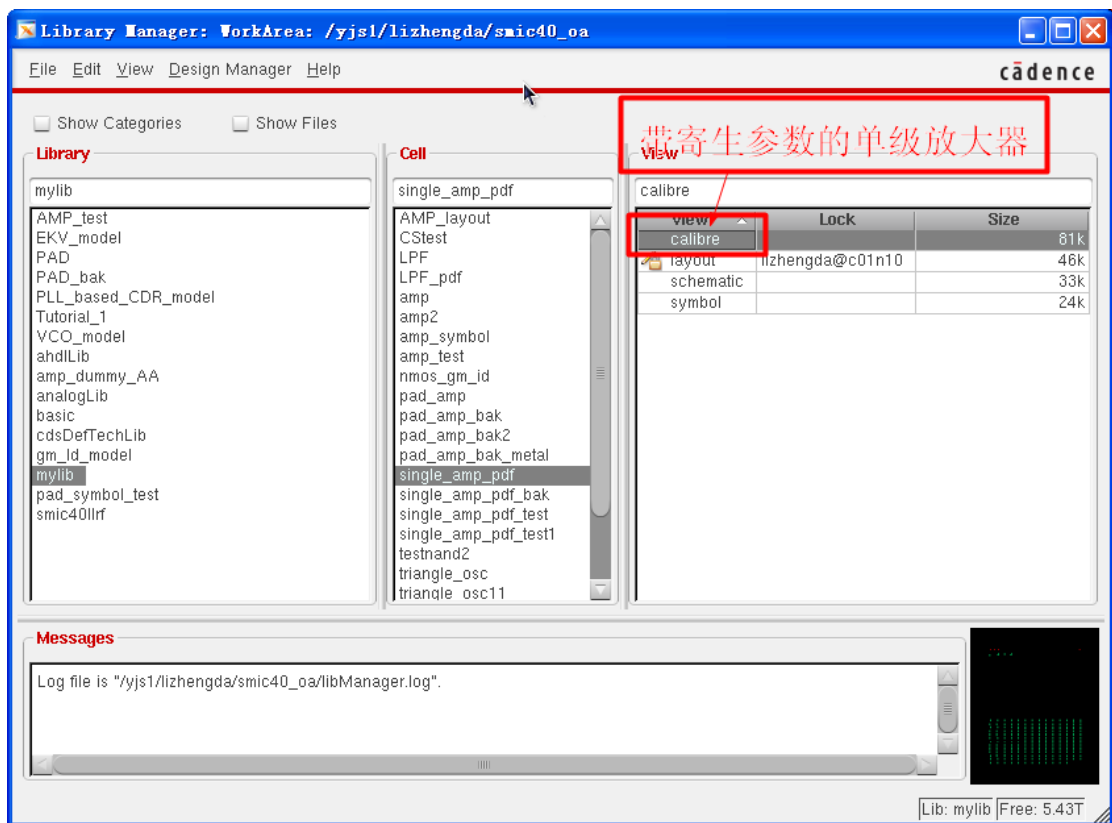 Library Manager: WorkArea: /yjs1/lizhengda/smic40_oa
File Edit View Design Manager Help
cādence
Show Categories
Show Files
带寄生参数的单级放大器
Library
mylib
AMP_test
EKV_model
PAD
PAD_bak
PLL_based_CDR_model
Tutorial_1
VCO_model
ahdlLib
amp_dummy_AA
analogLib
basic
cdsDefTechLib
gm_Id_model
mylib
pad_symbol_test
smic40llrf
Cell
single_amp_pdf
AMP_layout
CStest
LPF
LPF_pdf
amp
amp2
amp_symbol
amp_test
nmos_gm_id
pad_amp
pad_amp_bak
pad_amp_bak2
pad_amp_bak_metal
single_amp_pdf
single_amp_pdf_bak
single_amp_pdf_test
single_amp_pdf_test1
testnand2
triangle_osc
triangle_osc11
View
calibre
View Lock Size
calibre 81k
layout lizhengda@c01n10 46k
schematic 33k
symbol 24k
Messages
Log file is "/yjs1/lizhengda/smic40_oa/libManager.log".
Lib: mylib Free: 5.43T